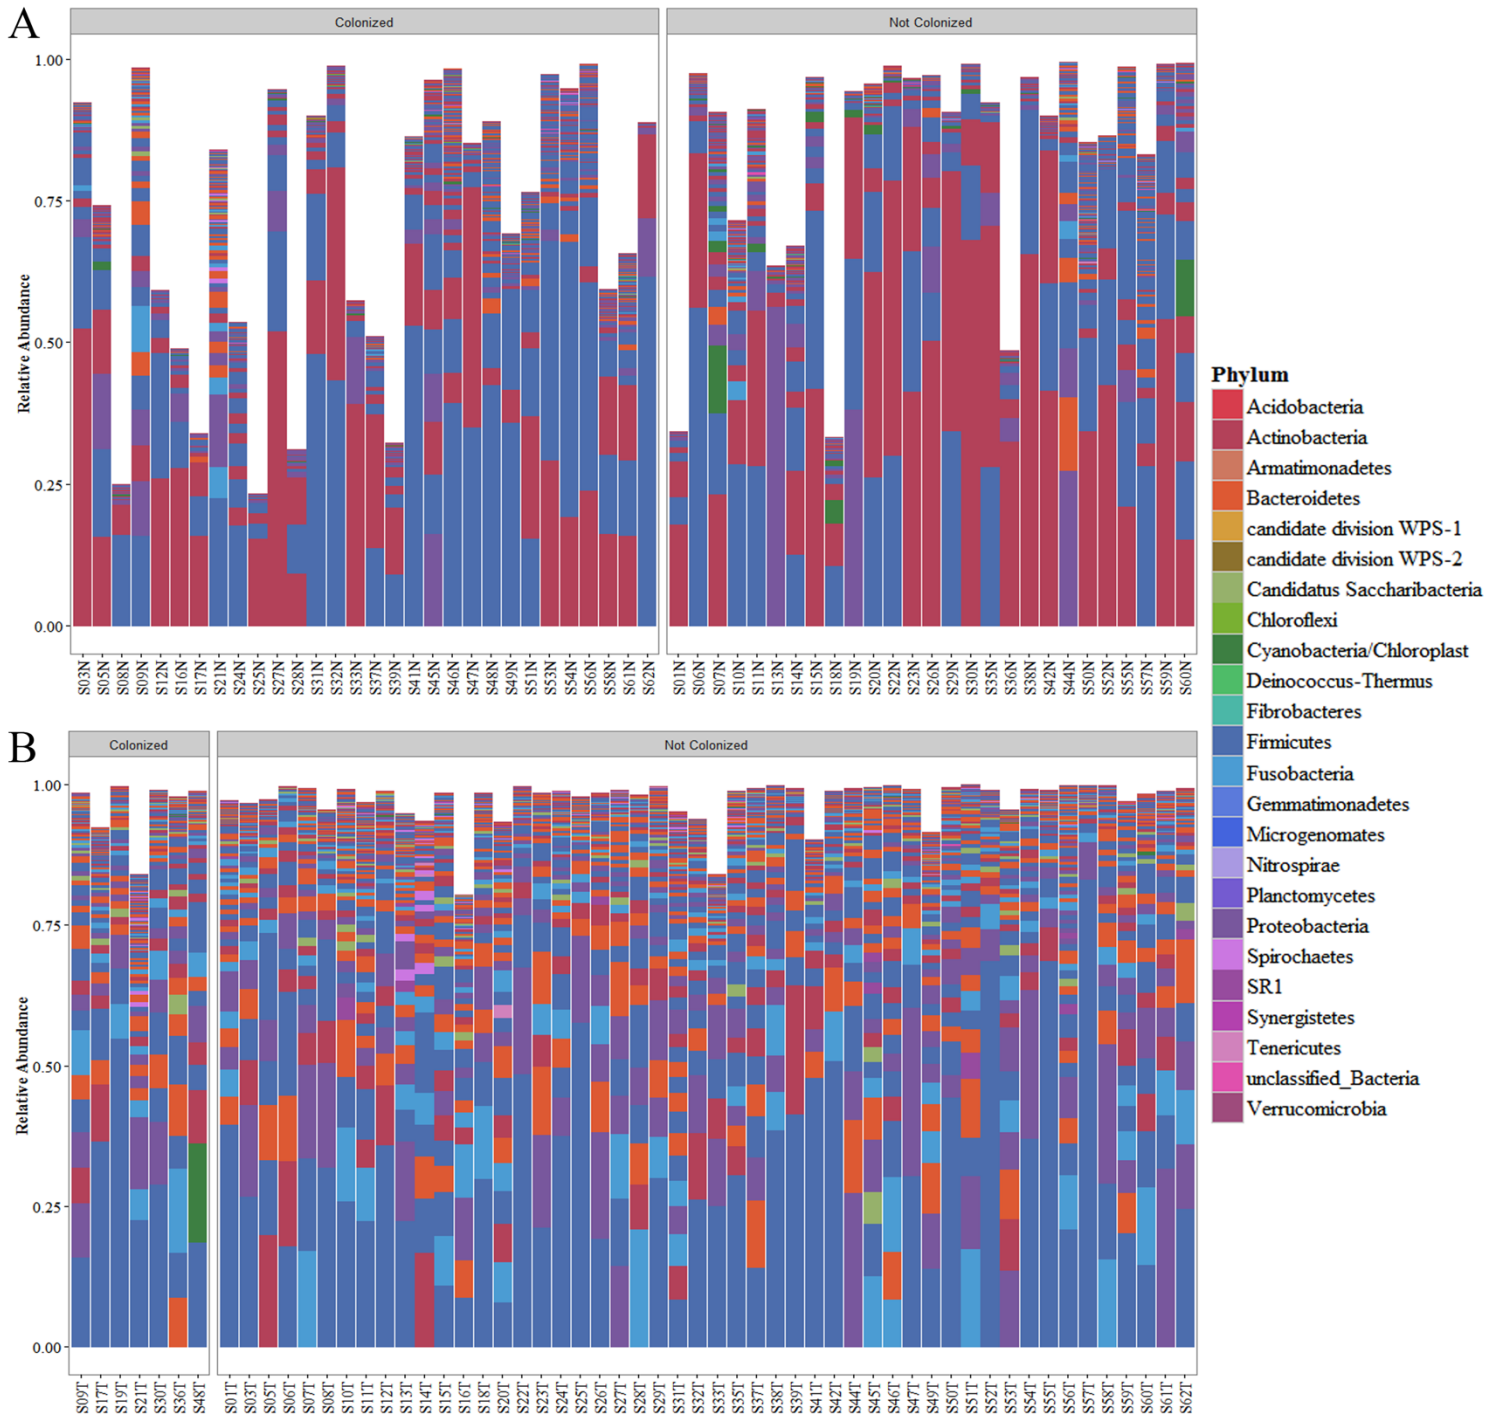 A
Colonized
Not Colonized
1.00
0.75
0.50
0.25
0.00
Relative Abundance
S03N S05N S08N S09N S12N S16N S17N S21N S24N S25N S27N S28N S31N S32N S33N S37N S39N S41N S45N S46N S47N S48N S49N S51N S53N S54N S56N S58N S61N S62N
S01N S06N S07N S10N S11N S13N S14N S15N S18N S19N S20N S22N S23N S26N S29N S30N S35N S36N S38N S42N S44N S50N S52N S55N S57N S59N S60N
B
Colonized
Not Colonized
1.00
0.75
0.50
0.25
0.00
Relative Abundance
S09T S17T S19T S21T S30T S36T S48T
S01T S03T S05T S06T S07T S08T S10T S11T S12T S13T S14T S15T S16T S18T S20T S22T S23T S24T S25T S26T S27T S28T S29T S31T S32T S33T S35T S37T S38T S39T S41T S42T S44T S45T S46T S47T S49T S50T S51T S52T S53T S54T S55T S56T S57T S58T S59T S60T S61T S62T
Phylum
Acidobacteria
Actinobacteria
Armatimonadetes
Bacteroidetes
candidate division WPS-1
candidate division WPS-2
Candidatus Saccharibacteria
Chloroflexi
Cyanobacteria/Chloroplast
Deinococcus-Thermus
Fibrobacteres
Firmicutes
Fusobacteria
Gemmatimonadetes
Microgenomates
Nitrospirae
Planctomycetes
Proteobacteria
Spirochaetes
SR1
Synergistetes
Tenericutes
unclassified_Bacteria
Verrucomicrobia